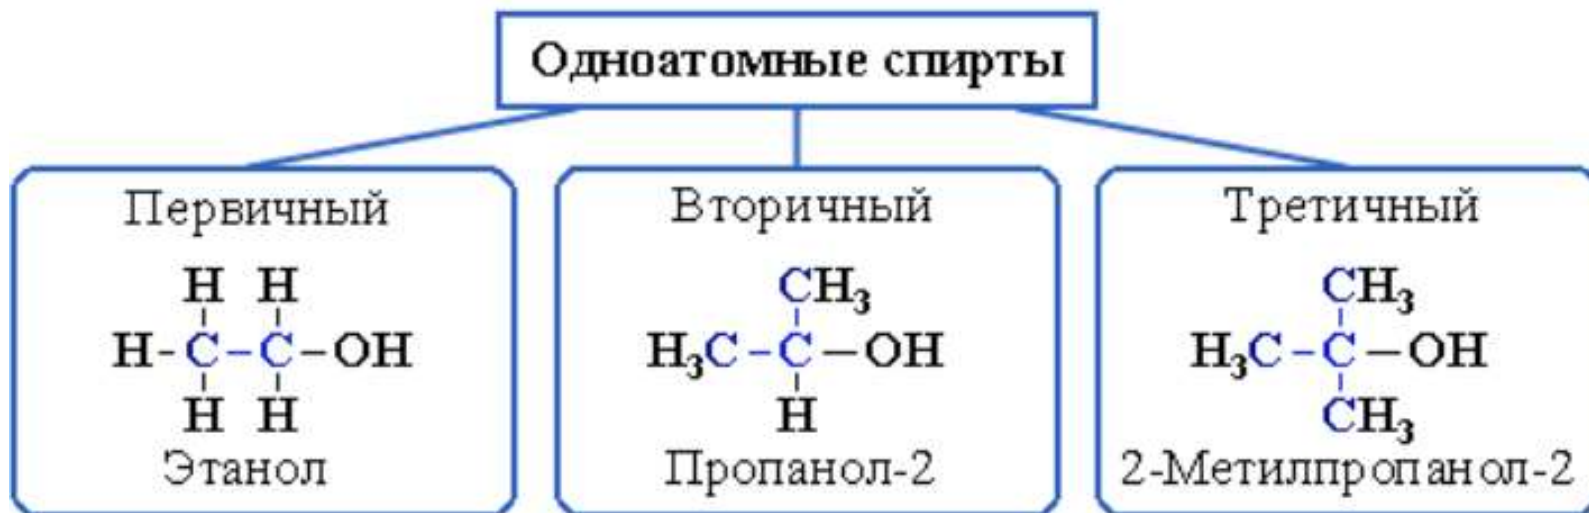 Одноатомные спирты
Первичный
H H
H-C-C-OH
H H
Этанол
Вторичный
CH₃
H₃C-C-OH
H
Пропанол-2
Третичный
CH₃
H₃C-C-OH
CH₃
2-Метилпропанол-2